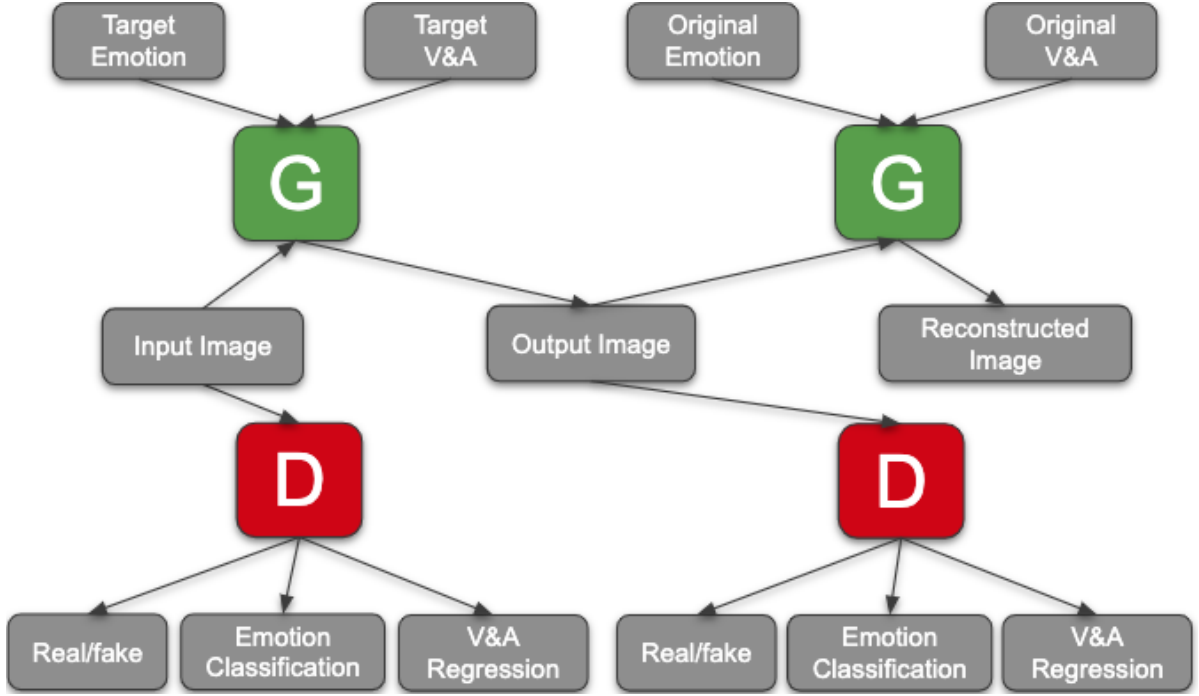 Target
Emotion
Target
V&A
Original
Emotion
Original
V&A
G
G
Input Image
Output Image
Reconstructed
Image
D
D
Real/fake
Emotion
Classification
V&A
Regression
Real/fake
Emotion
Classification
V&A
Regression